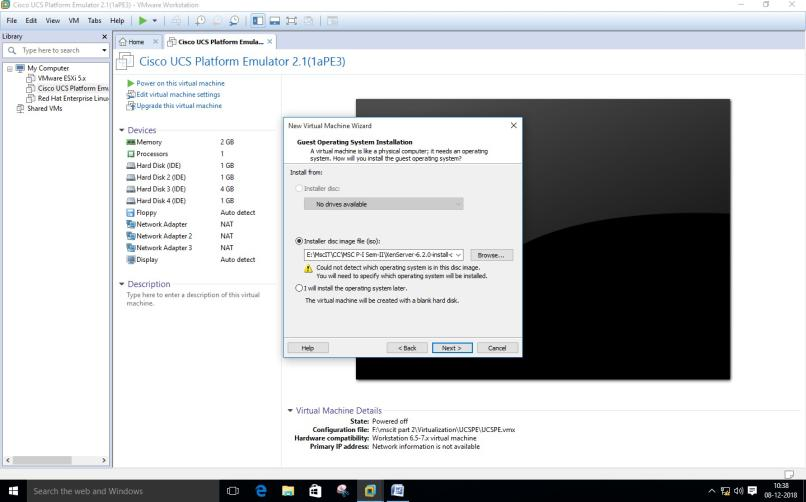 Cisco UCS Platform Emulator 2.1(1aPE3) - VMware Workstation
File Edit View VM Tabs Help
Library
Type here to search
My Computer
VMware ESXi 5.x
Cisco UCS Platform Emu
Red Hat Enterprise Linux
Shared VMs
Home
Cisco UCS Platform Emula...
Cisco UCS Platform Emulator 2.1(1aPE3)
Power on this virtual machine
Edit virtual machine settings
Upgrade this virtual machine
Devices
Memory 2 GB
Processors 1
Hard Disk (IDE) 1 GB
Hard Disk 2 (IDE) 1 GB
Hard Disk 3 (IDE) 4 GB
Hard Disk 4 (IDE) 1 GB
Floppy Auto detect
Network Adapter NAT
Network Adapter 2 NAT
Network Adapter 3 NAT
Display Auto detect
Description
Type here to enter a description of this virtual
machine.
New Virtual Machine Wizard
Guest Operating System Installation
A virtual machine is like a physical computer; it needs an operating
system. How will you install the guest operating system?
Install from:
Installer disc:
No drives available
Installer disc image file (iso):
E:\MscIT\CC\MSC P-I Sem-II\XenServer-6.2.0-install-c
Browse...
Could not detect which operating system is in this disc image.
You will need to specify which operating system will be installed.
I will install the operating system later.
The virtual machine will be created with a blank hard disk.
Help < Back Next > Cancel
Virtual Machine Details
State: Powered off
Configuration file: F:\mscit part 2\Virtualization\UCSPE\UCSPE.vmx
Hardware compatibility: Workstation 6.5-7.x virtual machine
Primary IP address: Network information is not available
Search the web and Windows
10:38
08-12-2018